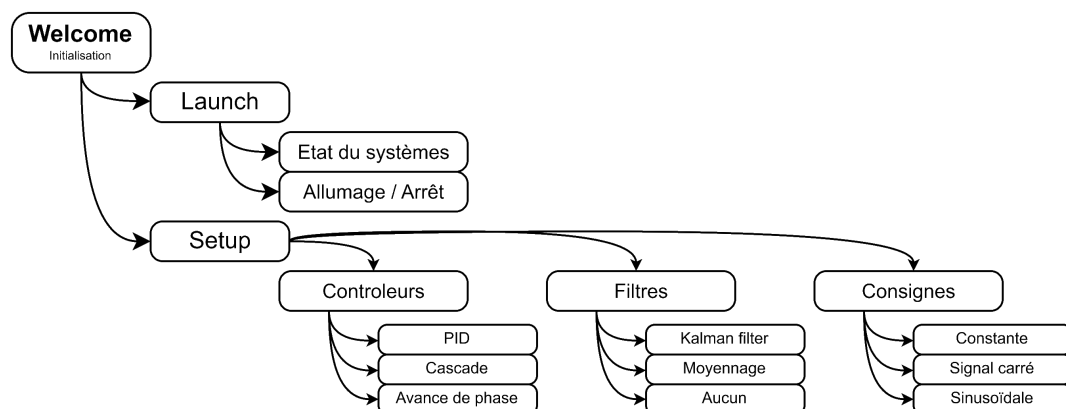 Welcome
Initialisation
Launch
Etat du systèmes
Allumage / Arrêt
Setup
Controleurs
Filtres
Consignes
PID
Kalman filter
Constante
Cascade
Moyennage
Signal carré
Avance de phase
Aucun
Sinusoïdale